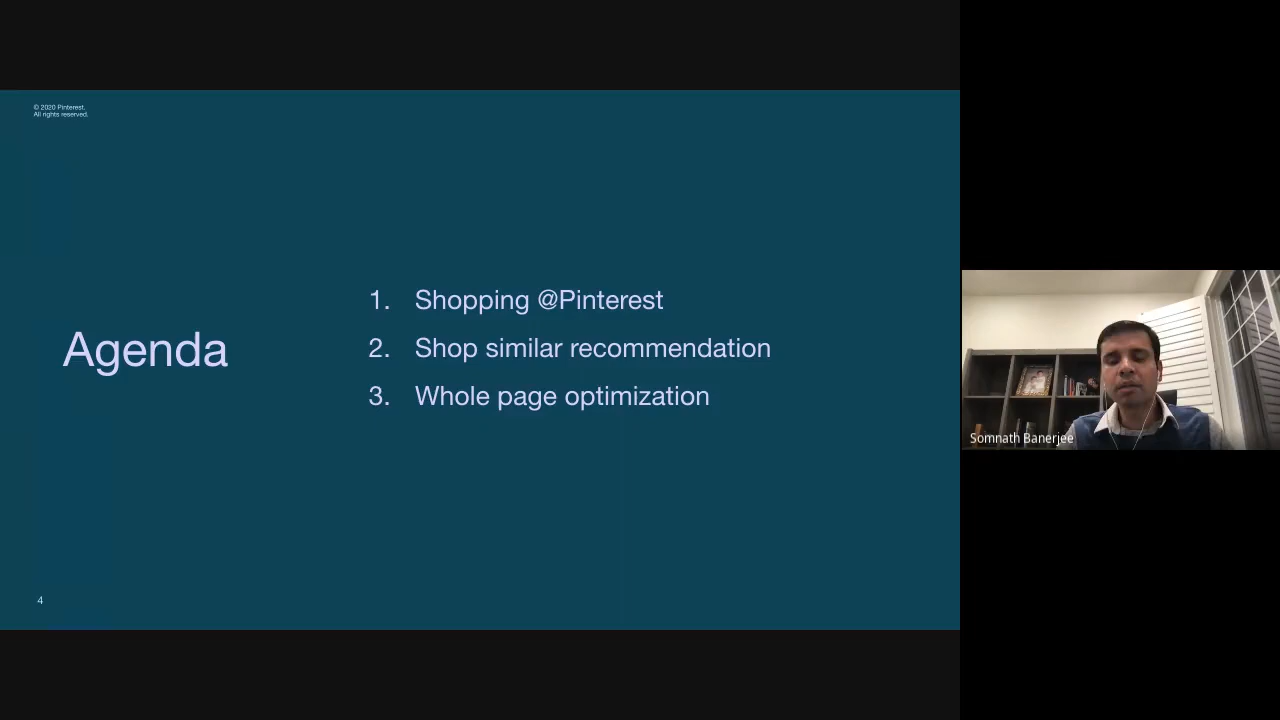 © 2020 Pinterest.
All rights reserved.
Agenda
1. Shopping @Pinterest
2. Shop similar recommendation
3. Whole page optimization
4
Somnath Banerjee